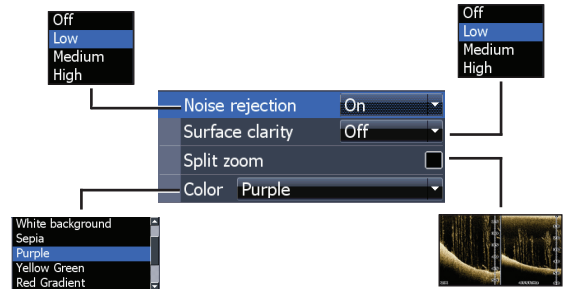 Off
Low
Medium
High
Off
Low
Medium
High
Noise rejection On
Surface clarity Off
Split zoom
Color Purple
White background
Sepia
Purple
Yellow Green
Red Gradient